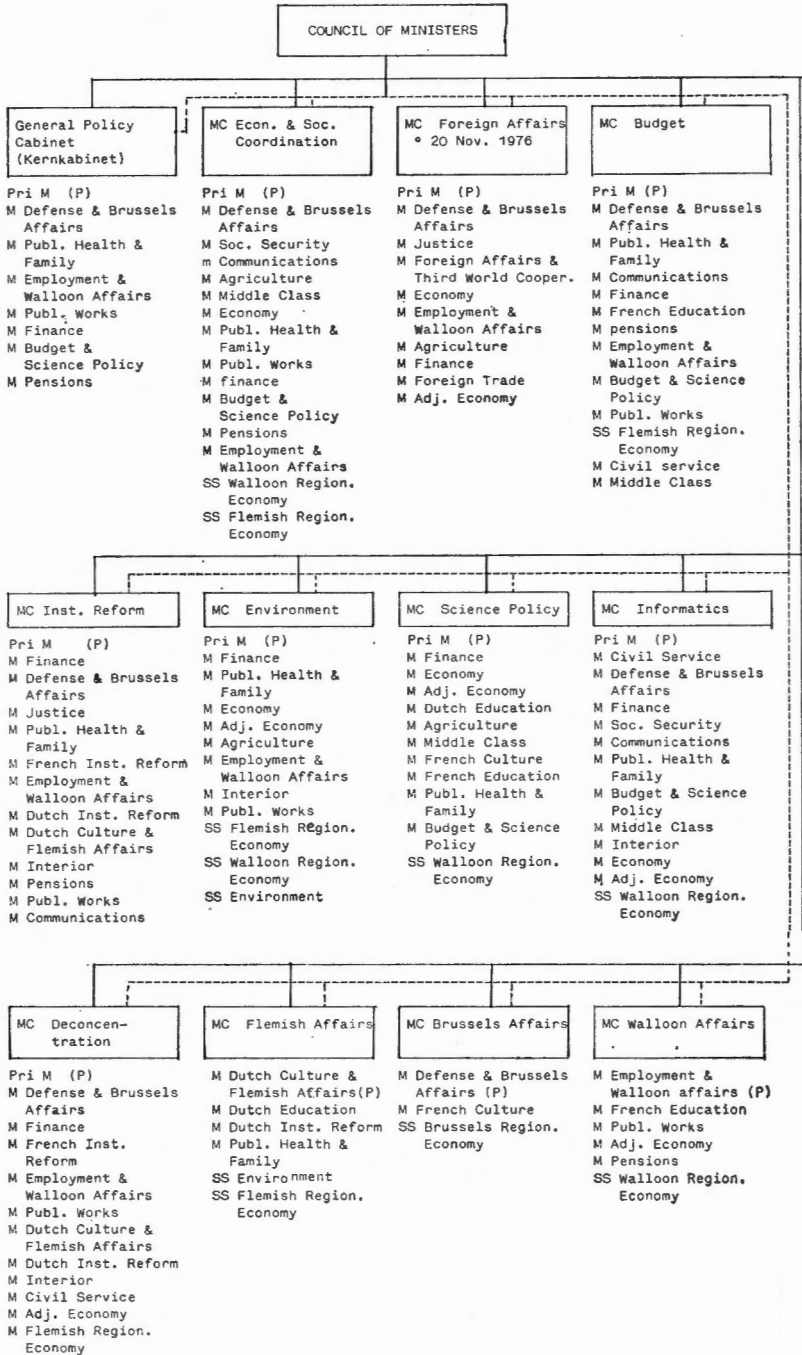 COUNCIL OF MINISTERS
General Policy
Cabinet
(Kernkabinet)
Pri M (P)
M Defense & Brussels
Affairs
M Publ. Health &
Family
M Employment &
Walloon Affairs
M Publ. Works
M Finance
M Budget &
Science Policy
M Pensions
MC Econ. & Soc.
Coordination
Pri M (P)
M Defense & Brussels
Affairs
M Soc. Security
m Communications
M Agriculture
M Middle Class
M Economy
M Publ. Health &
Family
M Publ. Works
M finance
M Budget &
Science Policy
M Pensions
M Employment &
Walloon Affairs
SS Walloon Region.
Economy
SS Flemish Region.
Economy
MC Foreign Affairs
° 20 Nov. 1976
Pri M (P)
M Defense & Brussels
Affairs
M Justice
M Foreign Affairs &
Third World Cooper.
M Economy
M Employment &
Walloon Affairs
M Agriculture
M Finance
M Foreign Trade
M Adj. Economy
MC Budget
Pri M (P)
M Defense & Brussels
Affairs
M Publ. Health &
Family
M Communications
M Finance
M French Education
M pensions
M Employment &
Walloon Affairs
M Budget & Science
Policy
M Publ. Works
SS Flemish Region.
Economy
M Civil service
M Middle Class
MC Inst. Reform
Pri M (P)
M Finance
M Defense & Brussels
Affairs
M Justice
M Publ. Health &
Family
M French Inst. Reform
M Employment &
Walloon Affairs
M Dutch Inst. Reform
M Dutch Culture &
Flemish Affairs
M Interior
M Pensions
M Publ. Works
M Communications
MC Environment
Pri M (P)
M Finance
M Publ. Health &
Family
M Economy
M Adj. Economy
M Agriculture
M Employment &
Walloon Affairs
M Interior
M Publ. Works
SS Flemish Region.
Economy
SS Walloon Region.
Economy
SS Environment
MC Science Policy
Pri M (P)
M Finance
M Economy
M Adj. Economy
M Dutch Education
M Agriculture
M Middle Class
M French Culture
M French Education
M Publ. Health &
Family
M Budget & Science
Policy
SS Walloon Region.
Economy
MC Informatics
Pri M (P)
M Civil Service
M Defense & Brussels
Affairs
M Finance
M Soc. Security
M Communications
M Publ. Health &
Family
M Budget & Science
Policy
M Middle Class
M Interior
M Economy
M Adj. Economy
SS Walloon Region.
Economy
MC Deconcen-
tration
Pri M (P)
M Defense & Brussels
Affairs
M Finance
M French Inst.
Reform
M Employment &
Walloon Affairs
M Publ. Works
M Dutch Culture &
Flemish Affairs
M Dutch Inst. Reform
M Interior
M Civil Service
M Adj. Economy
M Flemish Region.
Economy
MC Flemish Affairs
M Dutch Culture &
Flemish Affairs(P)
M Dutch Education
M Dutch Inst. Reform
M Publ. Health &
Family
SS Environment
SS Flemish Region.
Economy
MC Brussels Affairs
M Defense & Brussels
Affairs (P)
M French Culture
SS Brussels Region.
Economy
MC Walloon Affairs
M Employment &
Walloon affairs (P)
M French Education
M Publ. Works
M Adj. Economy
M Pensions
SS Walloon Region.
Economy